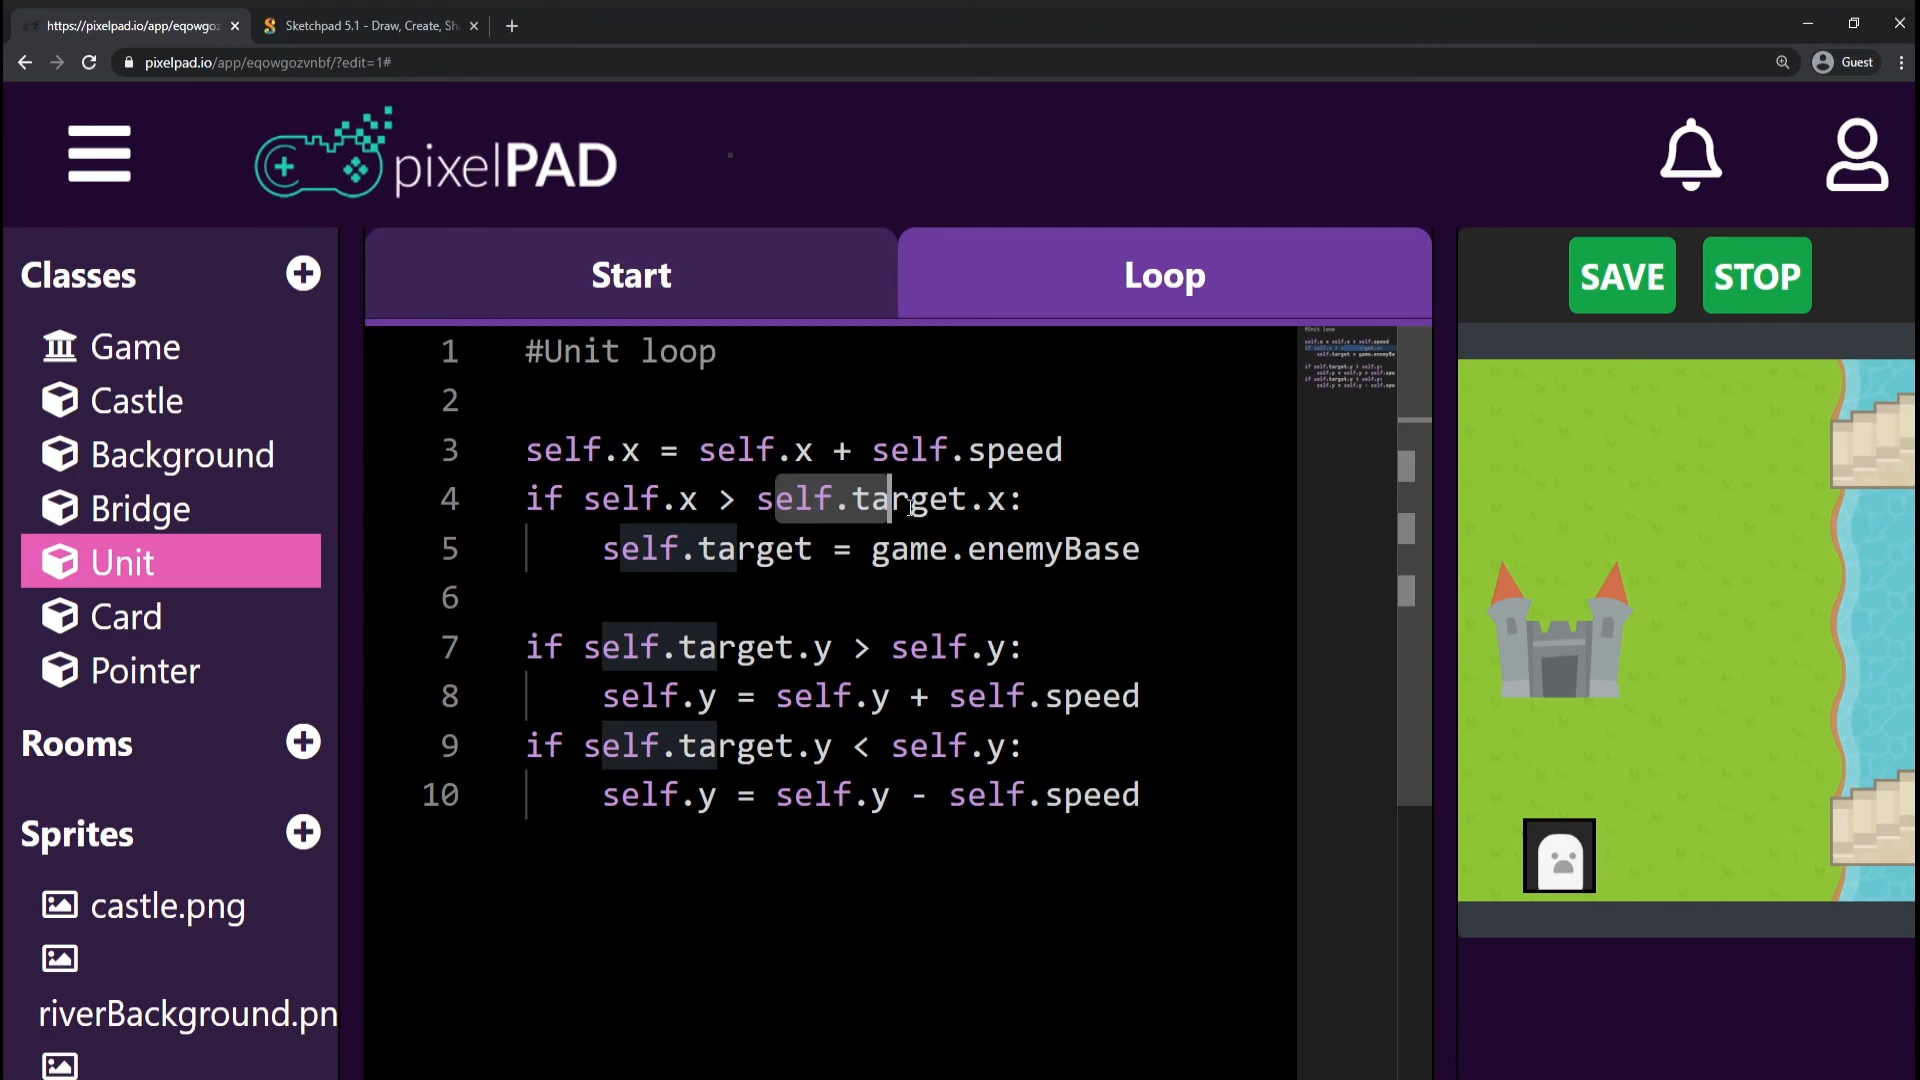 https://pixelpad.io/app/eqowgoz
Sketchpad 5.1 - Draw, Create, Sh
pixelpad.io/app/eqowgozvnbf/?edit=1#
Guest
pixelPAD
Classes
Game
Castle
Background
Bridge
Unit
Card
Pointer
Rooms
Sprites
castle.png
riverBackground.pn
Start
Loop
1 #Unit loop
2
3 self.x = self.x + self.speed
4 if self.x > self.target.x:
5 self.target = game.enemyBase
6
7 if self.target.y > self.y:
8 self.y = self.y + self.speed
9 if self.target.y < self.y:
10 self.y = self.y - self.speed
SAVE
STOP